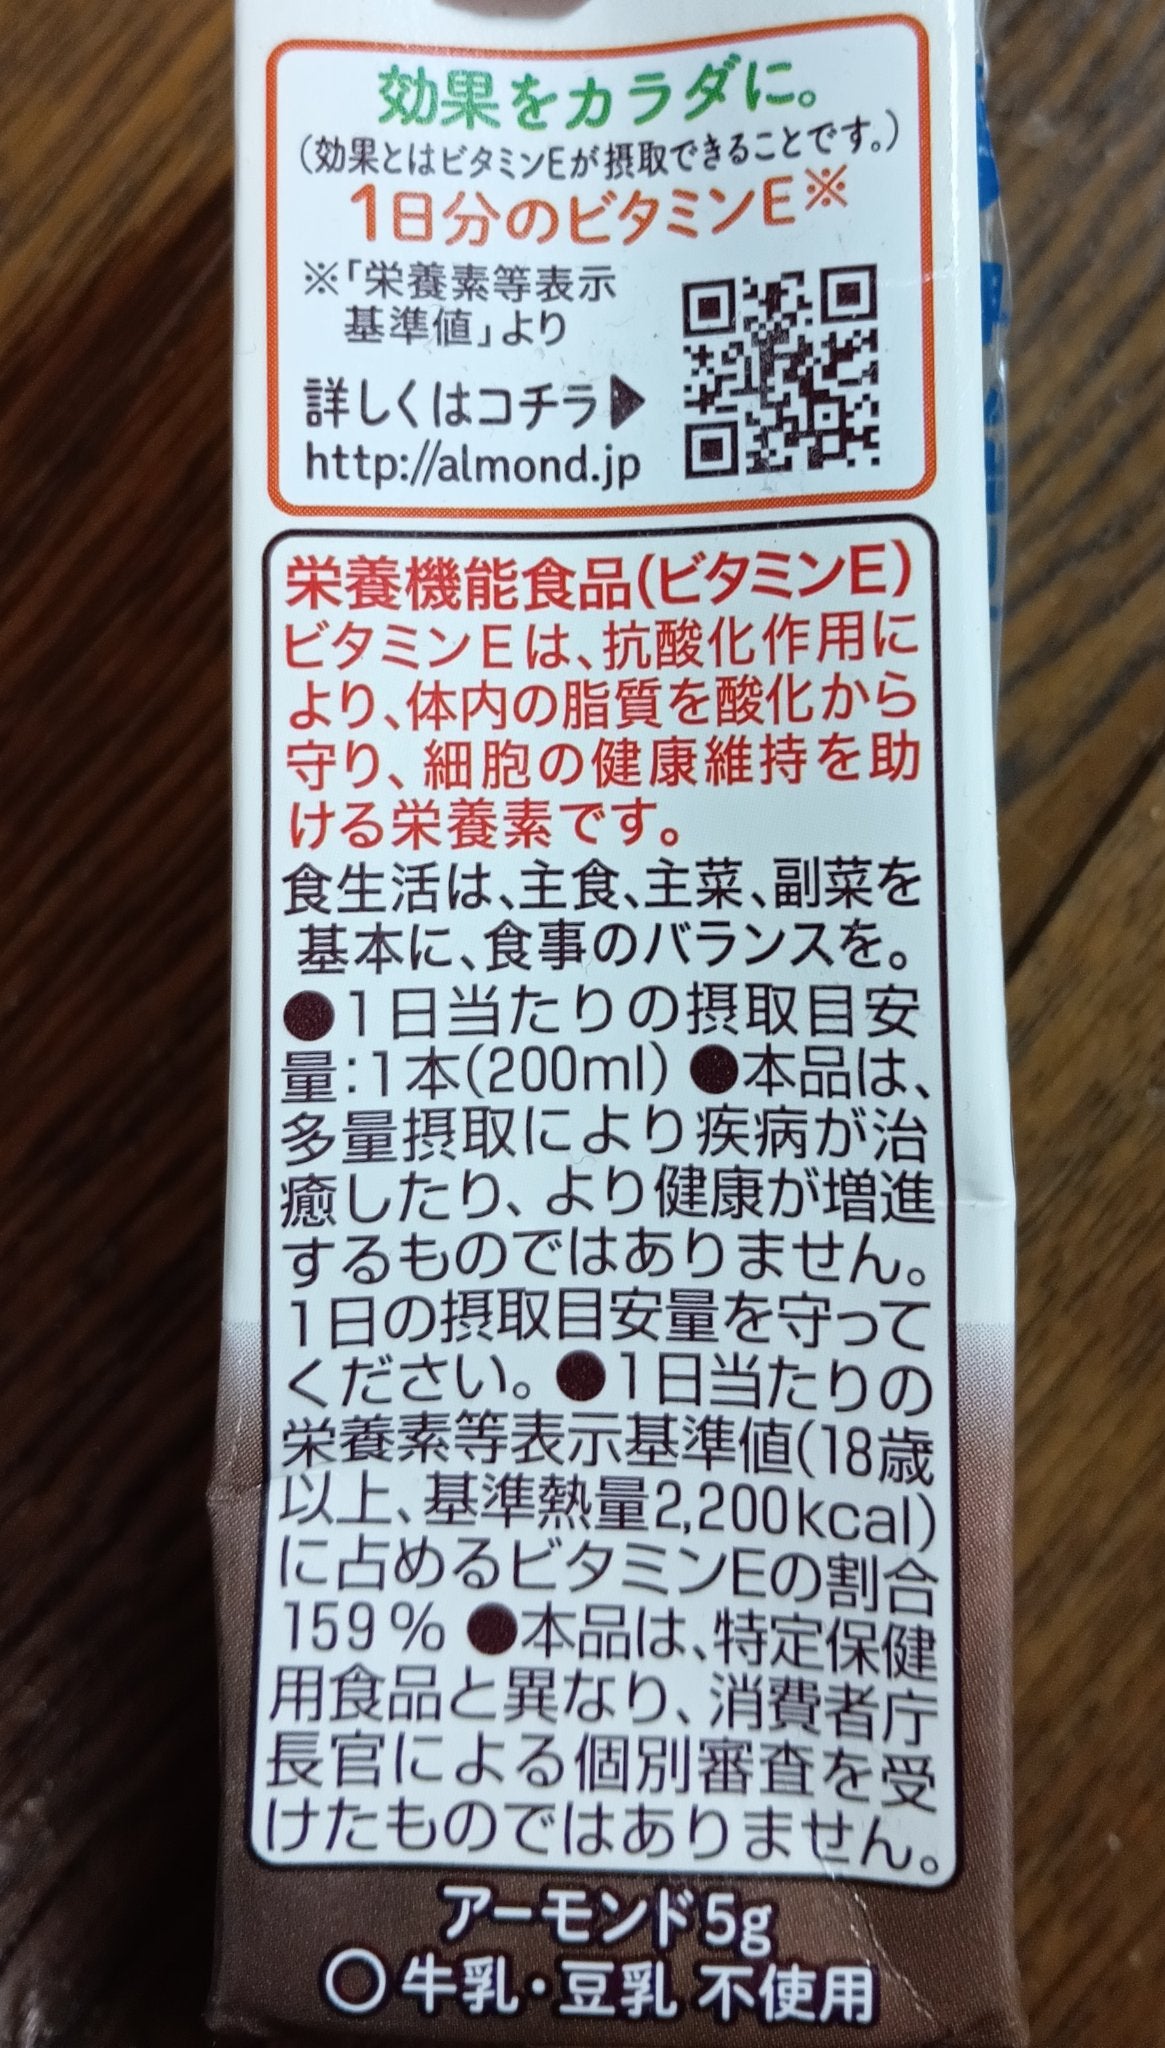 効果をカラダに。
(効果とはビタミンEが摂取できることです。)
1日分のビタミンE※
※「栄養素等表示
基準値」より
詳しくはコチラ▶
http://almond.jp
栄養機能食品(ビタミンE)
ビタミンEは、抗酸化作用に
より、体内の脂質を酸化から
守り、細胞の健康維持を助
ける栄養素です。
食生活は、主食、主菜、副菜を
基本に、食事のバランスを。
●1日当たりの摂取目安
量:1本(200ml) ●本品は、
多量摂取により疾病が治
癒したり、より健康が増進
するものではありません。
1日の摂取目安量を守って
ください。●1日当たりの
栄養素等表示基準値(18歳
以上、基準熱量2,200kcal)
に占めるビタミンEの割合
159% ●本品は、特定保健
用食品と異なり、消費者庁
長官による個別審査を受
けたものではありません。
アーモンド5g
○牛乳・豆乳 不使用